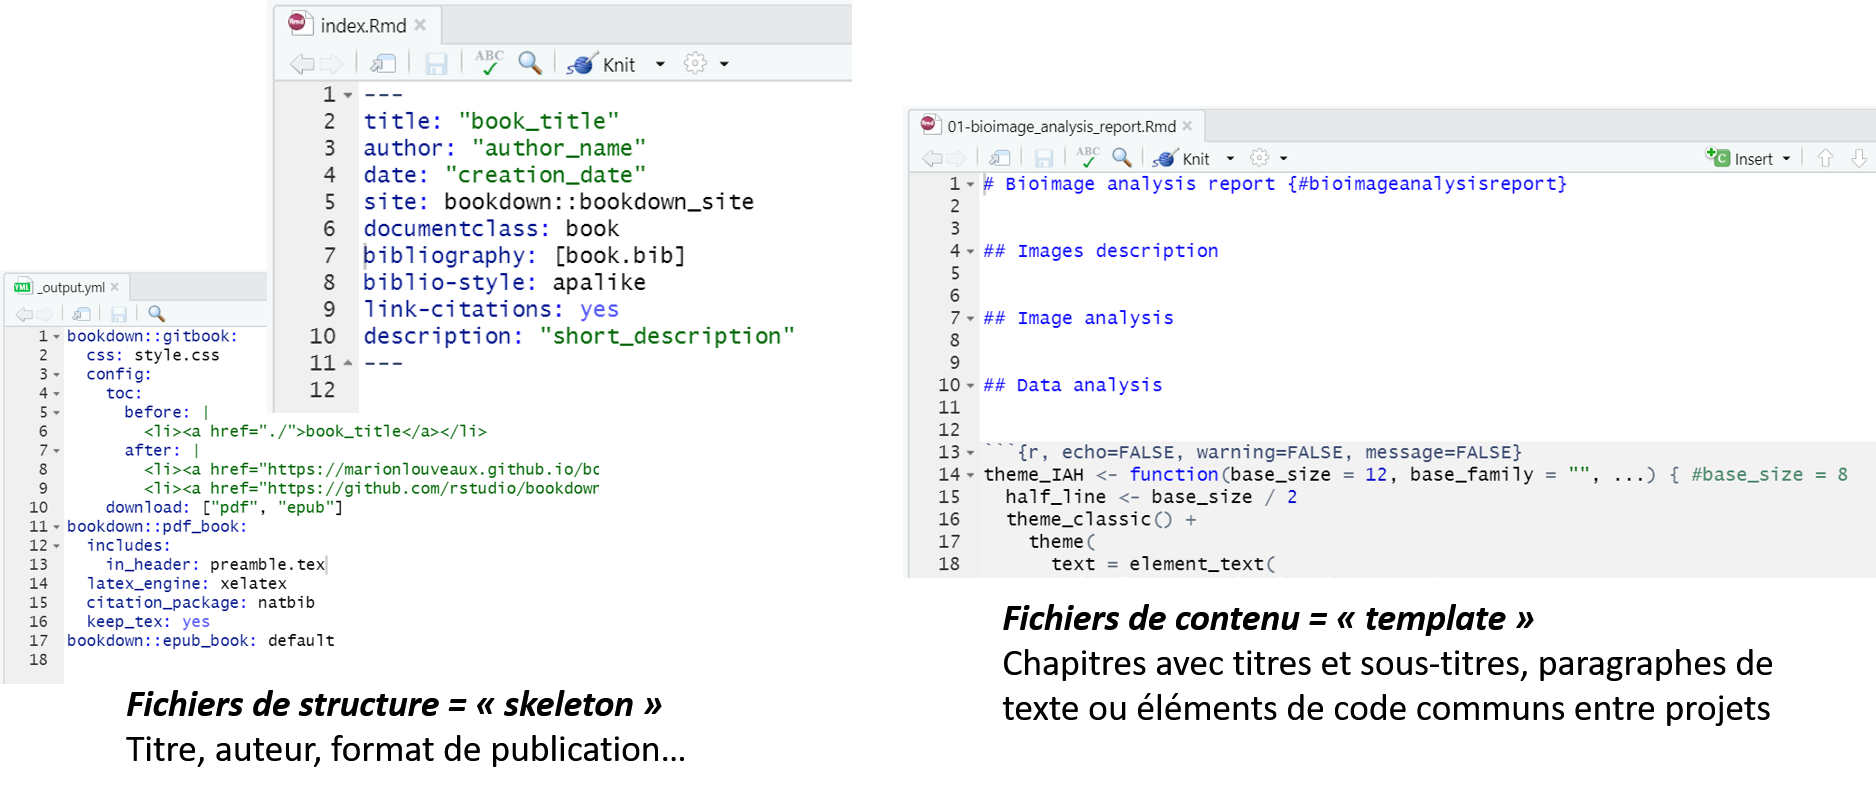 index.Rmd
ABC
Knit
1 ---
2 title: "book_title"
3 author: "author_name"
4 date: "creation_date"
5 site: bookdown::bookdown_site
6 documentclass: book
7 bibliography: [book.bib]
8 biblio-style: apalike
9 link-citations: yes
10 description: "short_description"
11 ---
12
_output.yml
1 bookdown::gitbook:
2 css: style.css
3 config:
4 toc:
5 before: |
6 <li><a href="./">book_title</a></li>
7 after: |
8 <li><a href="https://marionlouveaux.github.io/bc
9 <li><a href="https://github.com/rstudio/bookdown
10 download: ["pdf", "epub"]
11 bookdown::pdf_book:
12 includes:
13 in_header: preamble.tex
14 latex_engine: xelatex
15 citation_package: natbib
16 keep_tex: yes
17 bookdown::epub_book: default
18
Fichiers de structure = « skeleton »
Titre, auteur, format de publication...
01-bioimage_analysis_report.Rmd
ABC
Knit
Insert
1 # Bioimage analysis report {#bioimageanalysisreport}
2
3
4 ## Images description
5
6
7 ## Image analysis
8
9
10 ## Data analysis
11
12
13 ```{r, echo=FALSE, warning=FALSE, message=FALSE}
14 theme_IAH <- function(base_size = 12, base_family = "", ...) { #base_size = 8
15 half_line <- base_size / 2
16 theme_classic() +
17 theme(
18 text = element_text(
Fichiers de contenu = « template »
Chapitres avec titres et sous-titres, paragraphes de
texte ou éléments de code communs entre projets